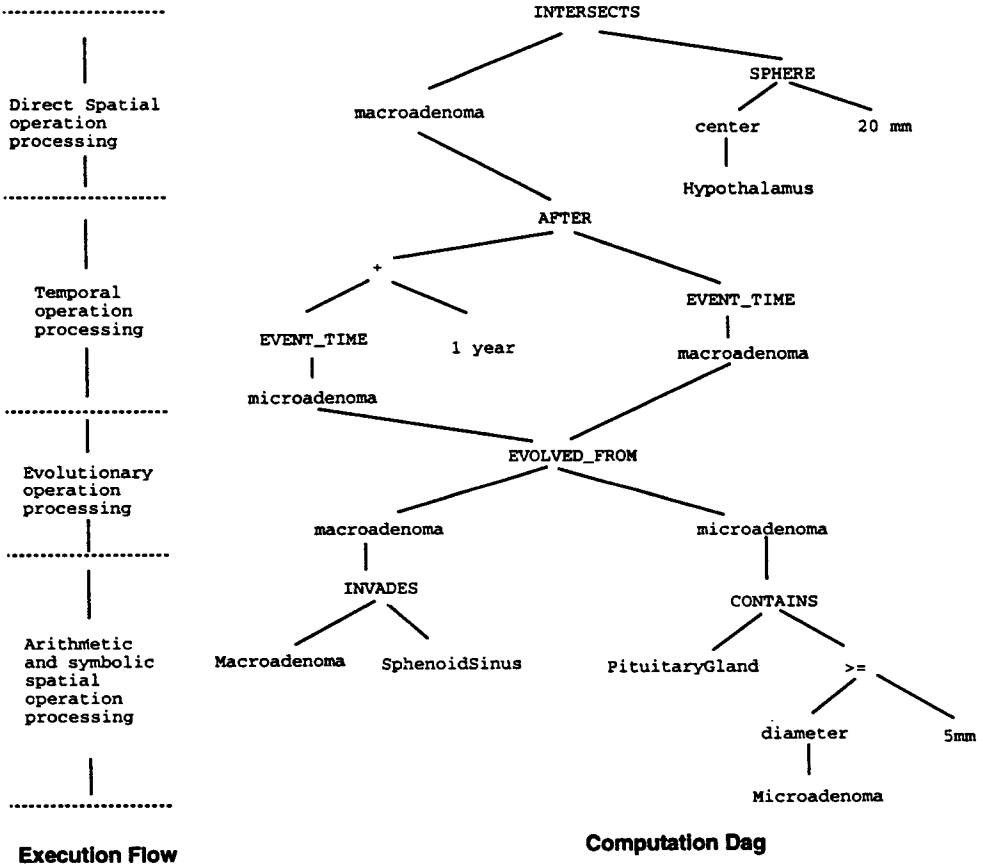 INTERSECTS
SPHERE
Direct Spatial
operation
processing
macroadenoma
center
20 mm
Hypothalamus
AFTER
+
Temporal
operation
processing
EVENT_TIME
1 year
EVENT_TIME
macroadenoma
microadenoma
EVOLVED_FROM
Evolutionary
operation
processing
macroadenoma
microadenoma
INVADES
CONTAINS
Arithmetic
and symbolic
spatial
operation
processing
Macroadenoma
SphenoidSinus
PituitaryGland
>=
diameter
5mm
Microadenoma
Execution Flow
Computation Dag